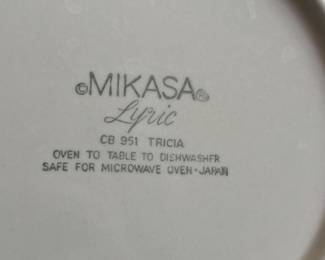 ©MIKASA®
Lyric
CB 951 TRICIA
OVEN TO TABLE TO DISHWASHER
SAFE FOR MICROWAVE OVEN-JAPAN